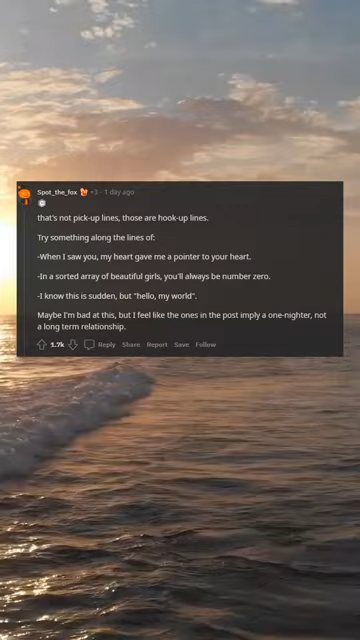 Spot_the_fox +3 · 1 day ago
that's not pick-up lines, those are hook-up lines.
Try something along the lines of:
-When I saw you, my heart gave me a pointer to your heart.
-In a sorted array of beautiful girls, you'll always be number zero.
-I know this is sudden, but "hello, my world".
Maybe I'm bad at this, but I feel like the ones in the post imply a one-nighter, not
a long term relationship.
1.7k Reply Share Report Save Follow